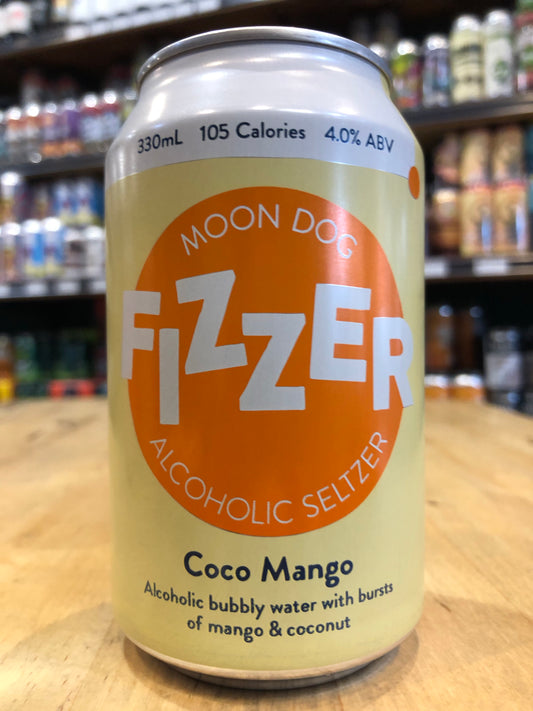 330mL 105 Calories 4.0% ABV
MOON DOG
FIZZER
ALCOHOLIC SELTZER
Coco Mango
Alcoholic bubbly water with bursts
of mango & coconut